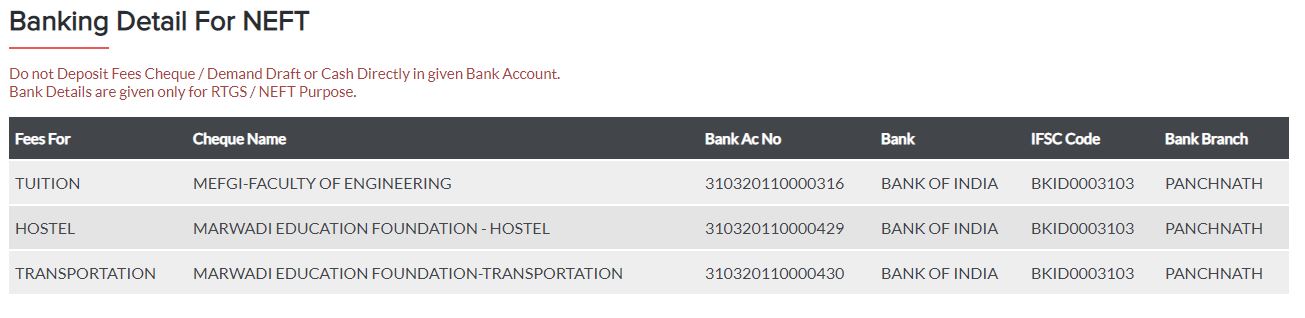 Banking Detail For NEFT
Do not Deposit Fees Cheque / Demand Draft or Cash Directly in given Bank Account.
Bank Details are given only for RTGS / NEFT Purpose.
Fees For Cheque Name Bank Ac No Bank IFSC Code Bank Branch
TUITION MEFGI-FACULTY OF ENGINEERING 310320110000316 BANK OF INDIA BKID0003103 PANCHNATH
HOSTEL MARWADI EDUCATION FOUNDATION - HOSTEL 310320110000429 BANK OF INDIA BKID0003103 PANCHNATH
TRANSPORTATION MARWADI EDUCATION FOUNDATION-TRANSPORTATION 310320110000430 BANK OF INDIA BKID0003103 PANCHNATH